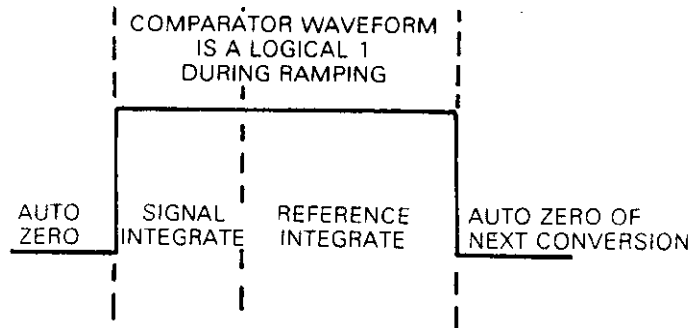 COMPARATOR WAVEFORM
IS A LOGICAL 1
DURING RAMPING
AUTO
ZERO
SIGNAL
INTEGRATE
REFERENCE
INTEGRATE
AUTO ZERO OF
NEXT CONVERSION